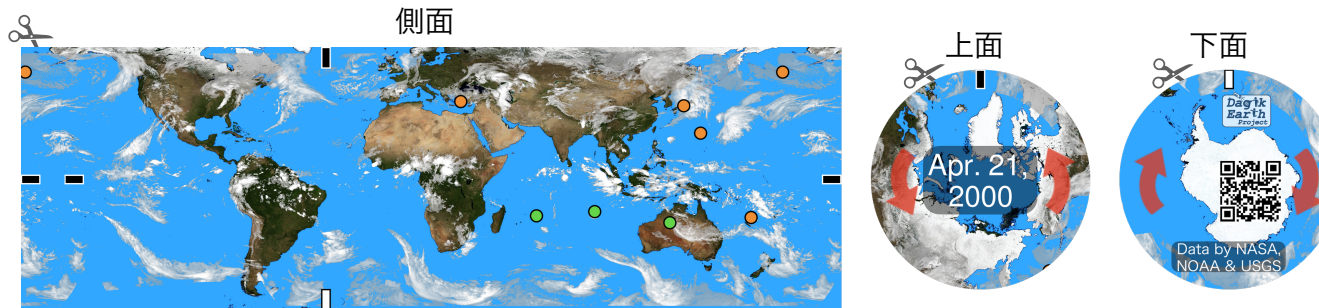 側面
上面
下面
Apr. 21,
2000
Dagik
Earth
Project
Data by NASA,
NOAA & USGS